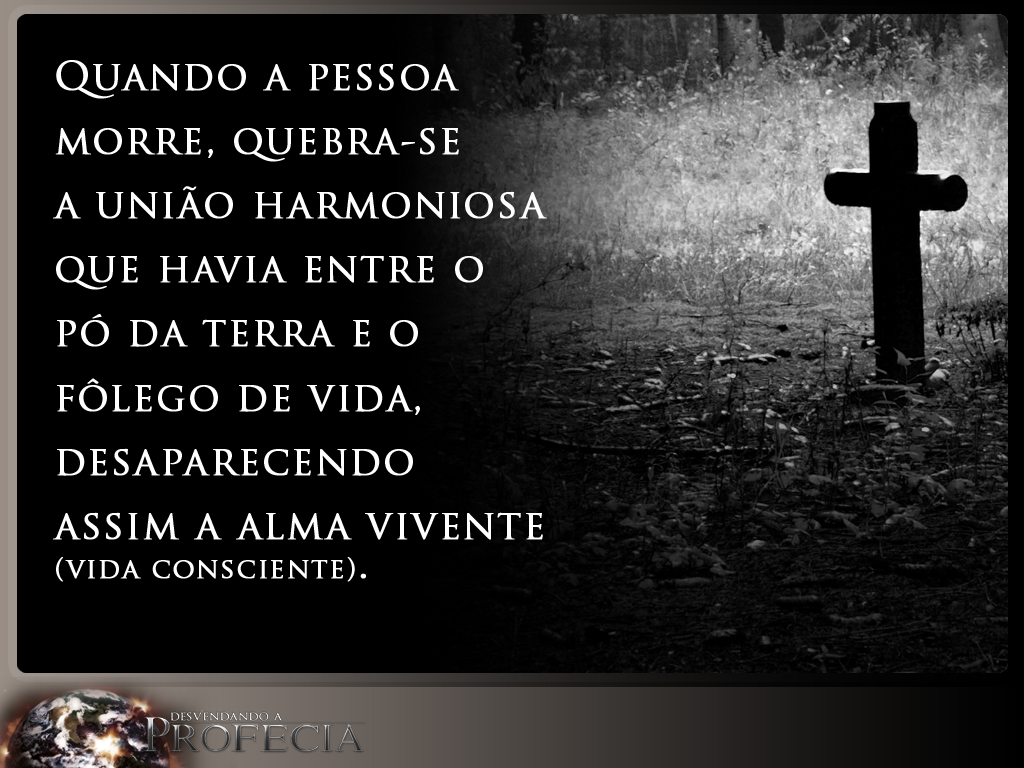 Quando a pessoa
morre, quebra-se
a união harmoniosa
que havia entre o
pó da terra e o
fôlego de vida,
desaparecendo
assim a alma vivente
(vida consciente).
Desvendando a
Profecia